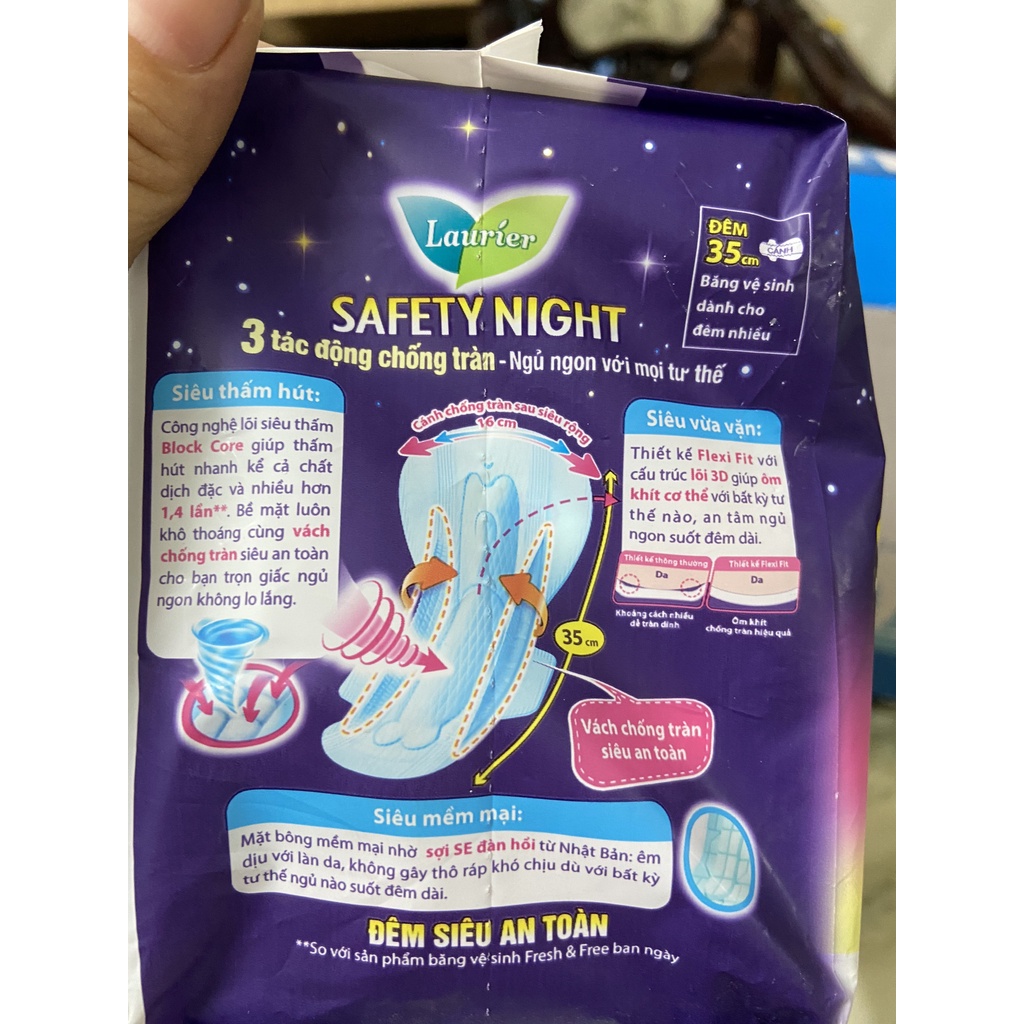 Laurier
SAFETY NIGHT
3 tác động chống tràn - Ngủ ngon với mọi tư thế
ĐÊM
35cm
CÁNH
Băng vệ sinh
dành cho
đêm nhiều
Siêu thấm hút:
Công nghệ lõi siêu thấm
Block Core giúp thấm
hút nhanh kể cả chất
dịch đặc và nhiều hơn
1,4 lần**. Bề mặt luôn
khô thoáng cùng vách
chống tràn siêu an toàn
cho bạn trọn giấc ngủ
ngon không lo lắng.
Cánh chống tràn sau siêu rộng
16 cm
Siêu vừa vặn:
Thiết kế Flexi Fit với
cấu trúc lõi 3D giúp ôm
khít cơ thể với bất kỳ tư
thế nào, an tâm ngủ
ngon suốt đêm dài.
Thiết kế thông thường
Da
Khoảng cách nhiều
dễ tràn dính
Thiết kế Flexi Fit
Da
Ôm khít
chống tràn hiệu quả
35 cm
Vách chống tràn
siêu an toàn
Siêu mềm mại:
Mặt bông mềm mại nhờ sợi SE đàn hồi từ Nhật Bản: êm
dịu với làn da, không gây thô ráp khó chịu dù với bất kỳ
tư thế ngủ nào suốt đêm dài.
ĐÊM SIÊU AN TOÀN
**So với sản phẩm băng vệ sinh Fresh & Free ban ngày